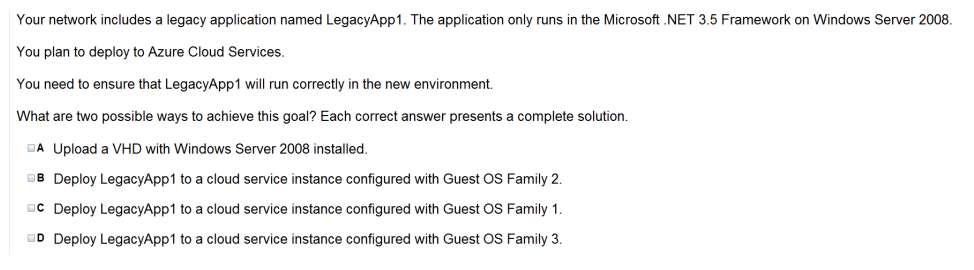 Your network includes a legacy application named LegacyApp1. The application only runs in the Microsoft .NET 3.5 Framework on Windows Server 2008.
You plan to deploy to Azure Cloud Services.
You need to ensure that LegacyApp1 will run correctly in the new environment.
What are two possible ways to achieve this goal? Each correct answer presents a complete solution.
A Upload a VHD with Windows Server 2008 installed.
B Deploy LegacyApp1 to a cloud service instance configured with Guest OS Family 2.
C Deploy LegacyApp1 to a cloud service instance configured with Guest OS Family 1.
D Deploy LegacyApp1 to a cloud service instance configured with Guest OS Family 3.